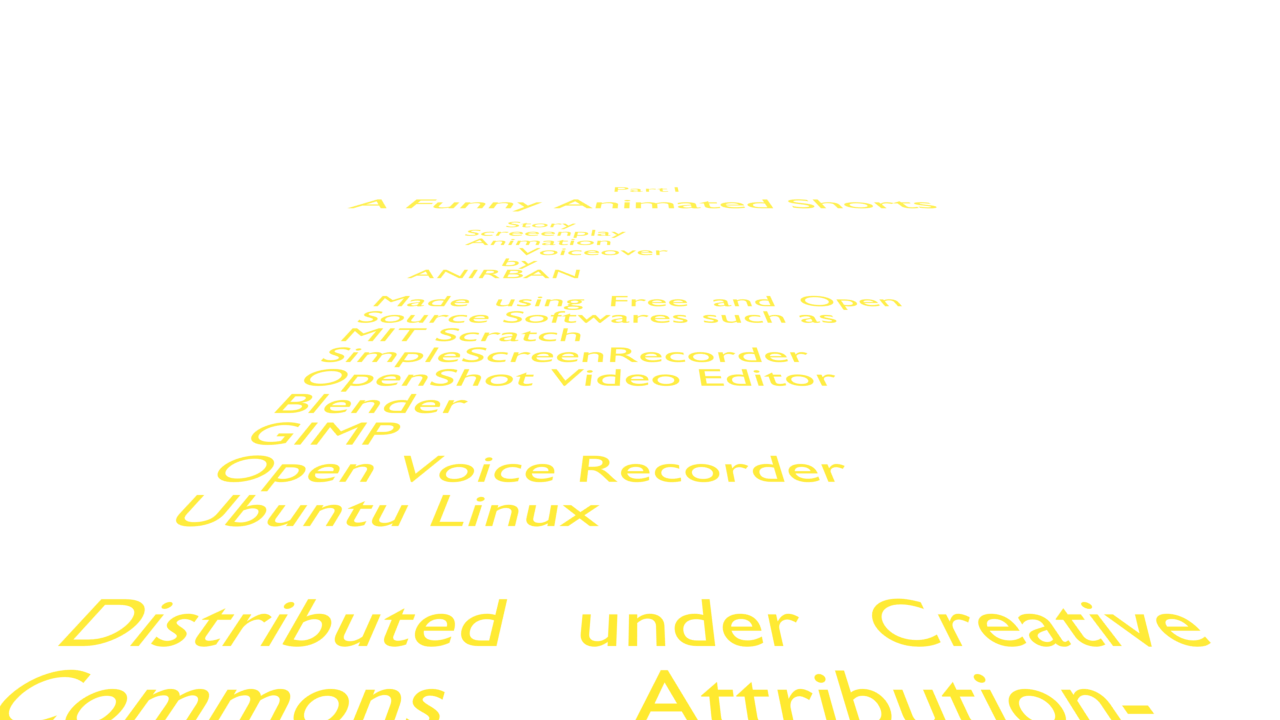 Part I
A Funny Animated Shorts
Story
Screeenplay
Animation
Voiceover
by
ANIRBAN
Made using Free and Open
Source Softwares such as
MIT Scratch
SimpleScreenRecorder
OpenShot Video Editor
Blender
GIMP
Open Voice Recorder
Ubuntu Linux
Distributed under Creative
Commons Attribution-